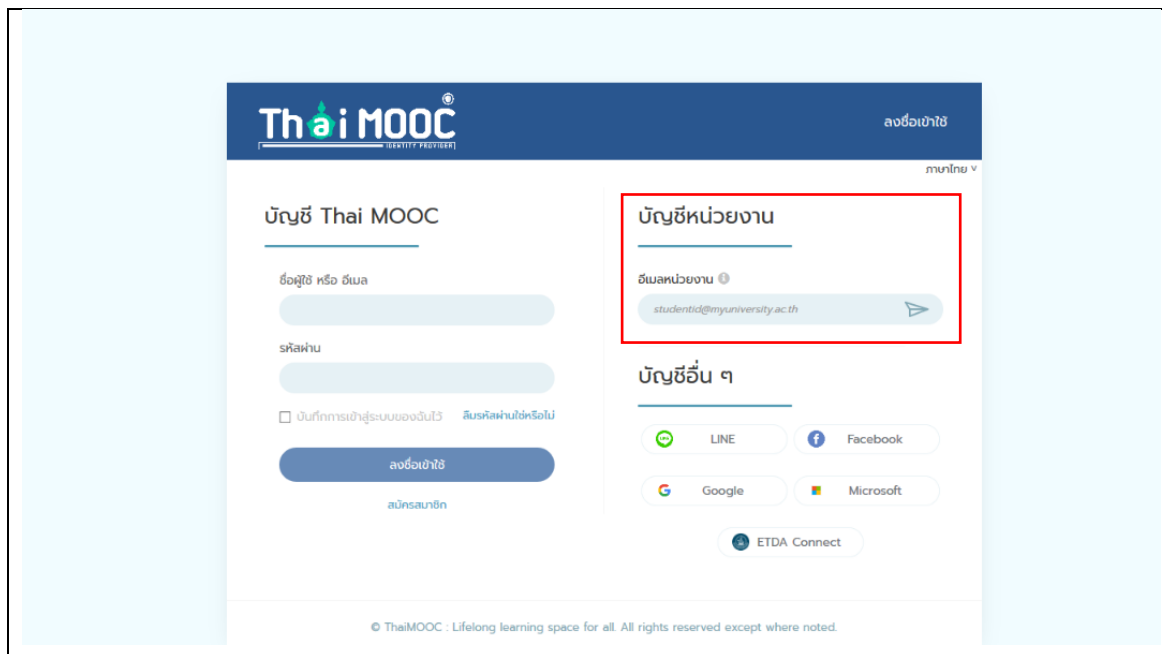 Thai MOOC
IDENTITY PROVIDER
ลงชื่อเข้าใช้
ภาษาไทย
บัญชี Thai MOOC
ชื่อผู้ใช้ หรือ อีเมล
รหัสผ่าน
บันทึกการเข้าสู่ระบบของฉันไว้ ลืมรหัสผ่านใช่หรือไม่
ลงชื่อเข้าใช้
สมัครสมาชิก
บัญชีหน่วยงาน
อีเมลหน่วยงาน
studentid@myuniversity.ac.th
บัญชีอื่น ๆ
LINE Facebook
Google Microsoft
ETDA Connect
© ThaiMOOC : Lifelong learning space for all. All rights reserved except where noted.